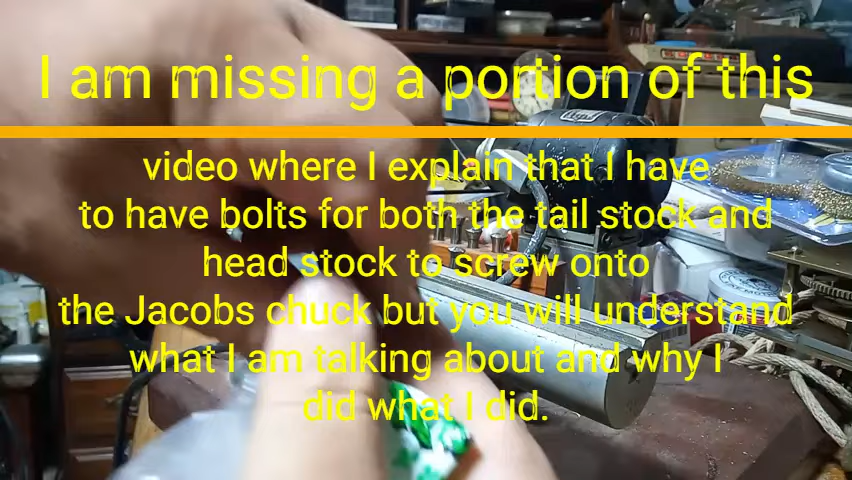 I am missing a portion of this
video where I explain that I have
to have bolts for both the tail stock and
head stock to screw onto
the Jacobs chuck but you will understand
what I am talking about and why I
did what I did.